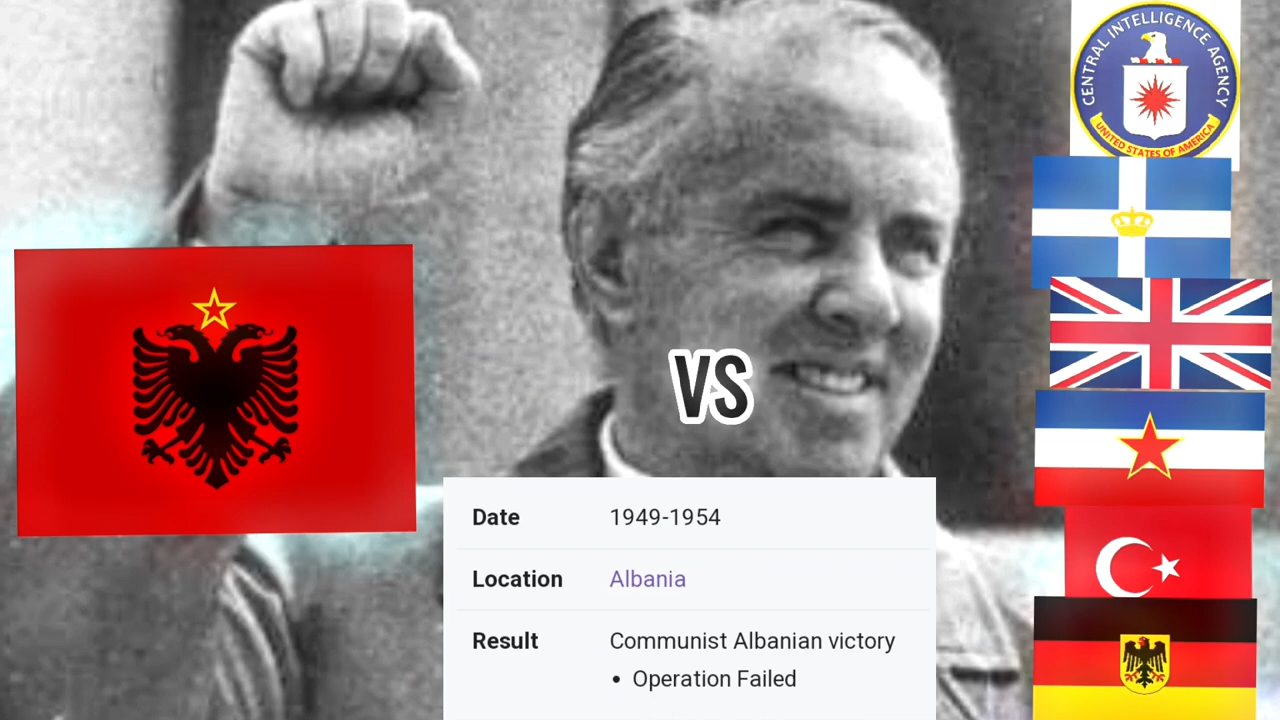 CENTRAL INTELLIGENCE AGENCY
UNITED STATES OF AMERICA
VS
Date 1949-1954
Location Albania
Result Communist Albanian victory
• Operation Failed